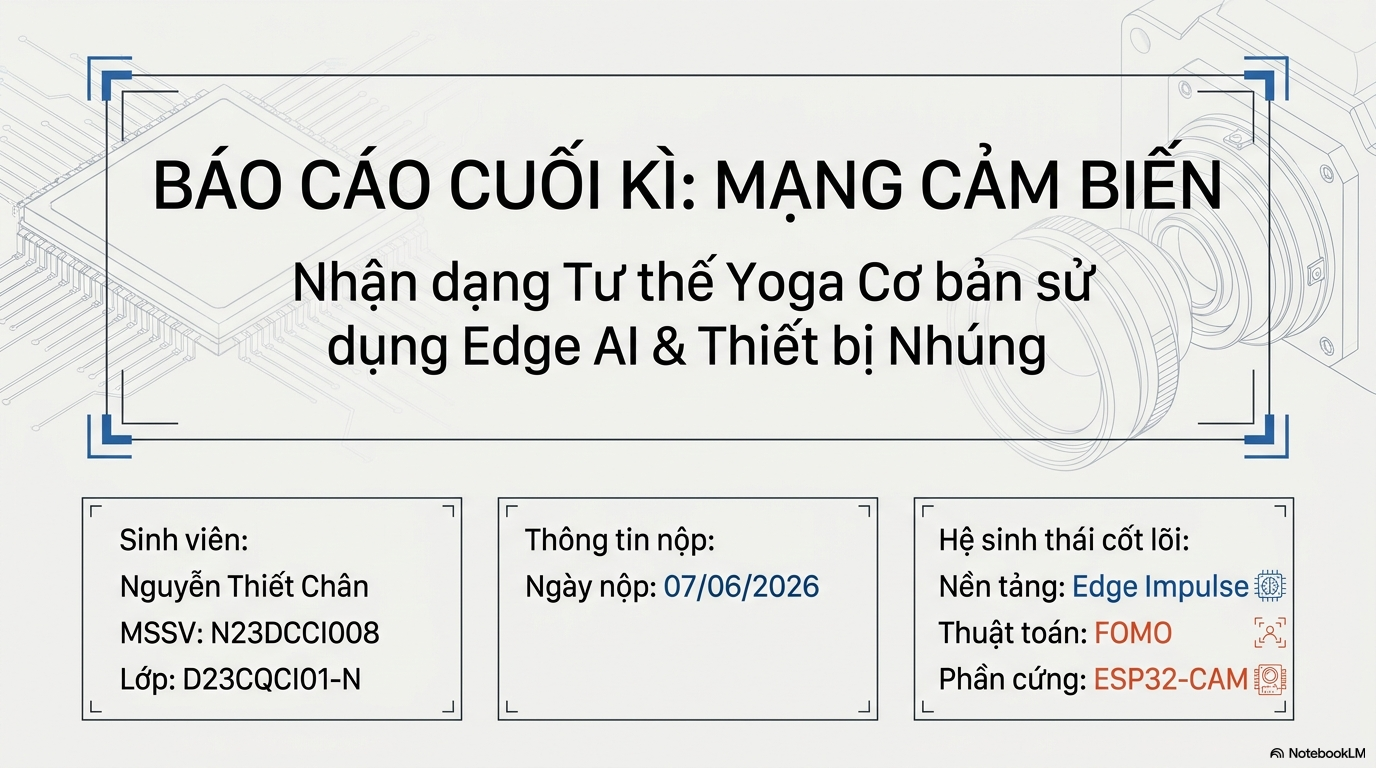 BÁO CÁO CUỐI KÌ: MẠNG CẢM BIẾN
Nhận dạng Tư thế Yoga Cơ bản sử
dụng Edge AI & Thiết bị Nhúng
Sinh viên:
Nguyễn Thiết Chân
MSSV: N23DCCI008
Lớp: D23CQCI01-N
Thông tin nộp:
Ngày nộp: 07/06/2026
Hệ sinh thái cốt lõi:
Nền tảng: Edge Impulse
Thuật toán: FOMO
Phần cứng: ESP32-CAM
NotebookLM